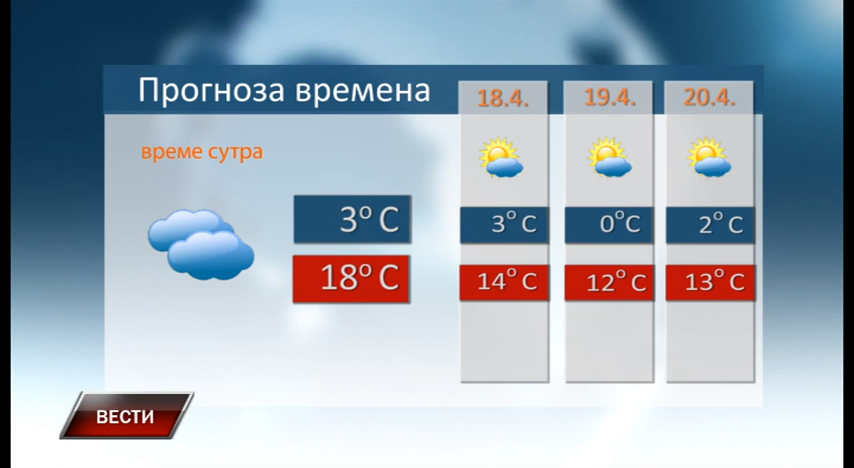 Прогноза времена
време сутра
3° C
18° C
18.4. 19.4. 20.4.
3° C 0°C 2° C
14° C 12° C 13° C
ВЕСТИ